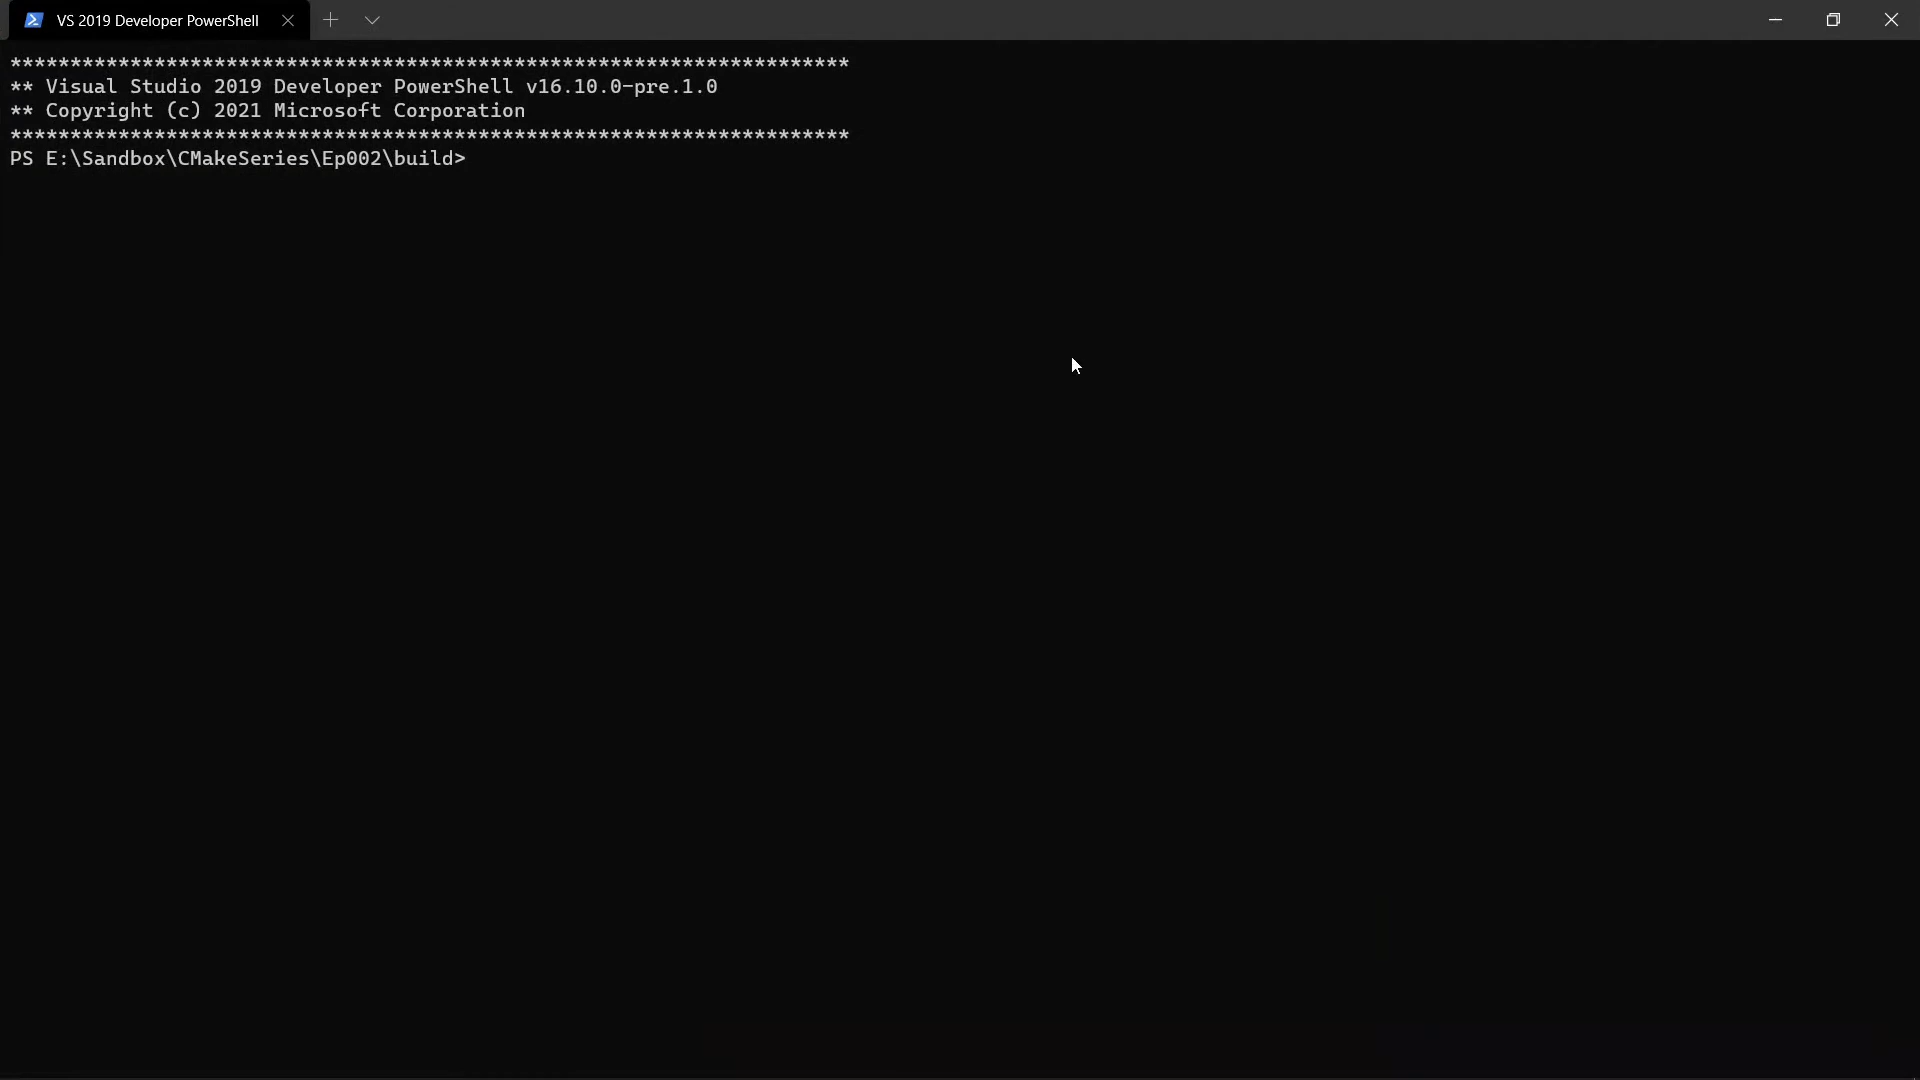 VS 2019 Developer PowerShell
**********************************************************************
** Visual Studio 2019 Developer PowerShell v16.10.0-pre.1.0
** Copyright (c) 2021 Microsoft Corporation
**********************************************************************
PS E:\Sandbox\CMakeSeries\Ep002\build>